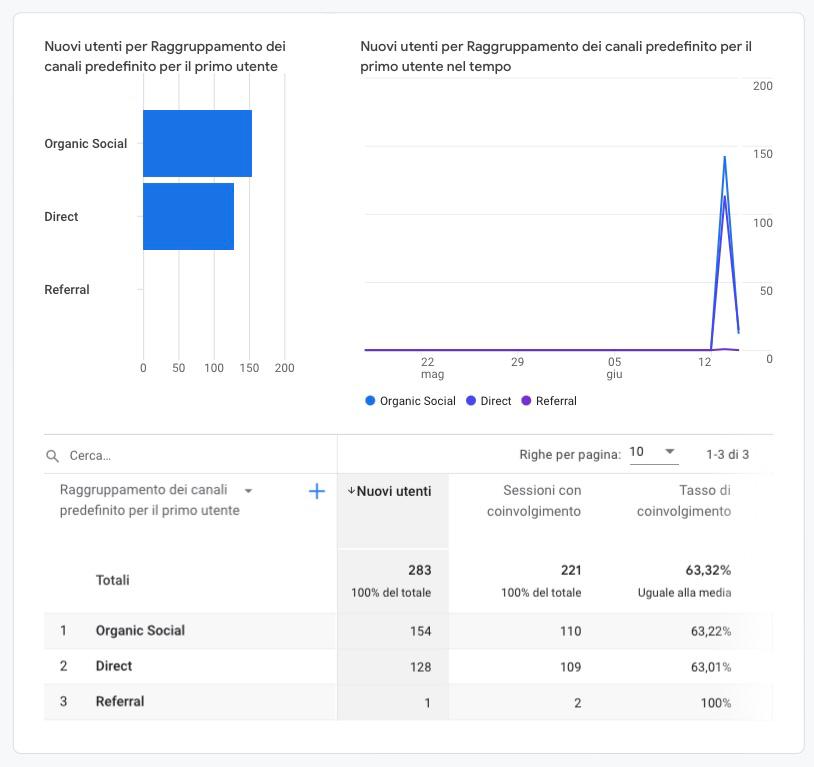 Nuovi utenti per Raggruppamento dei
canali predefinito per il primo utente
Organic Social
Direct
Referral
0 50 100 150 200
Nuovi utenti per Raggruppamento dei canali predefinito per il
primo utente nel tempo
200
150
100
50
0
22 29 05 12
mag giu
Organic Social Direct Referral
Cerca...
Righe per pagina: 10 1-3 di 3
Raggruppamento dei canali
predefinito per il primo utente
+
↓Nuovi utenti
Sessioni con
coinvolgimento
Tasso di
coinvolgimento
Totali 283 221 63,32%
100% del totale 100% del totale Uguale alla media
1 Organic Social 154 110 63,22%
2 Direct 128 109 63,01%
3 Referral 1 2 100%